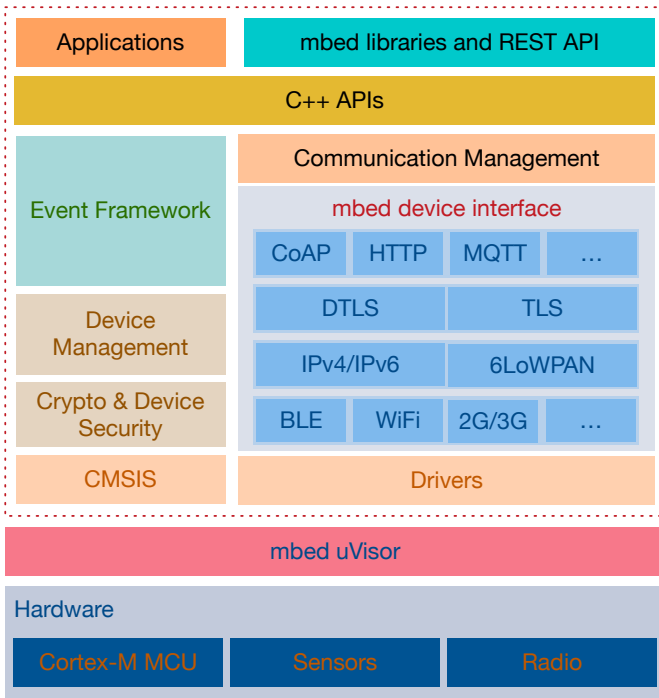 Applications
mbed libraries and REST API
C++ APIs
Event Framework
Communication Management
mbed device interface
CoAP
HTTP
MQTT
...
DTLS
TLS
Device
Management
IPv4/IPv6
6LoWPAN
Crypto & Device
Security
BLE
WiFi
2G/3G
...
CMSIS
Drivers
mbed uVisor
Hardware
Cortex-M MCU
Sensors
Radio